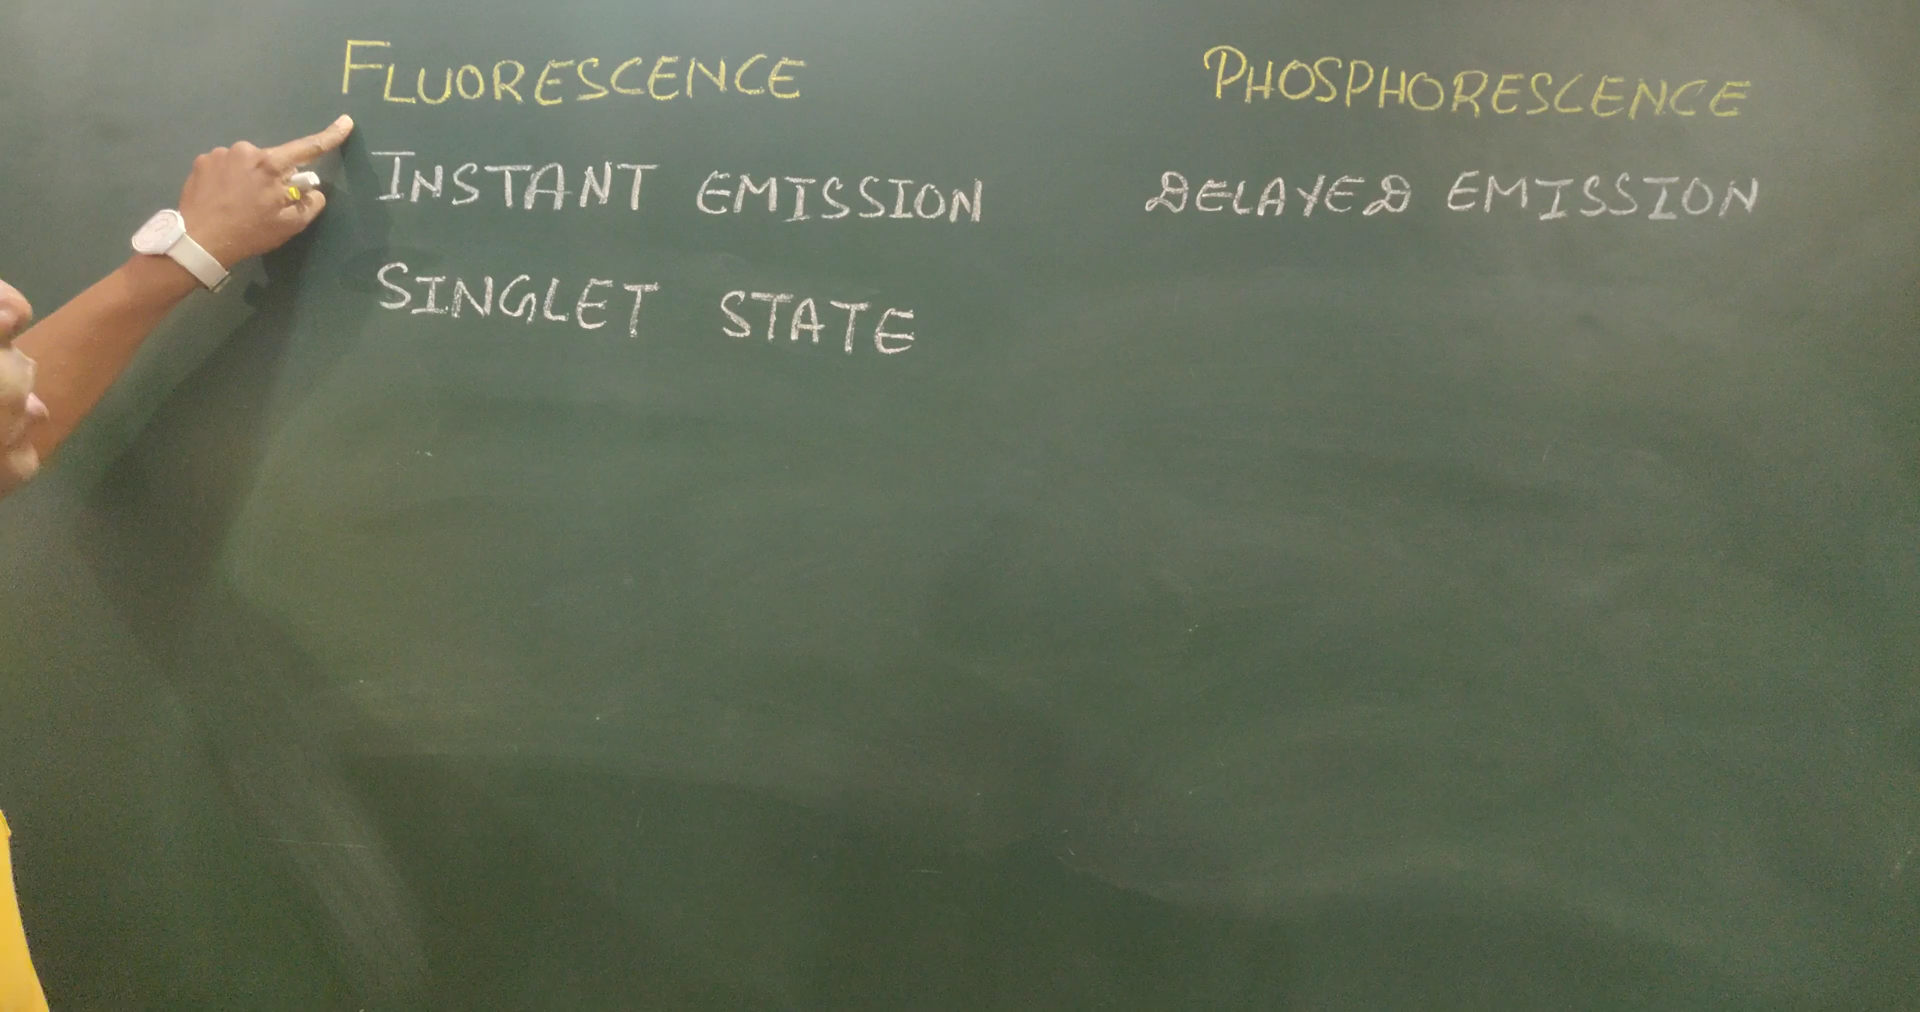 FLUORESCENCE
INSTANT EMISSION
SINGLET STATE
PHOSPHORESCENCE
DELAYED EMISSION